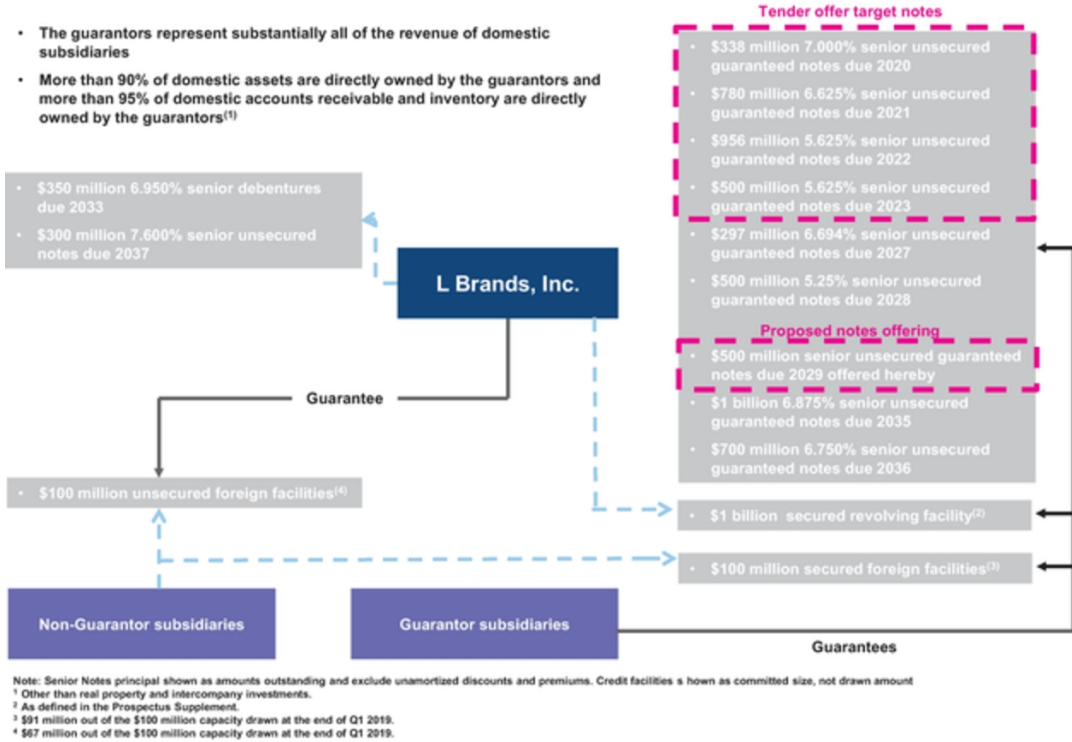 • The guarantors represent substantially all of the revenue of domestic
subsidiaries
• More than 90% of domestic assets are directly owned by the guarantors and
more than 95% of domestic accounts receivable and inventory are directly
owned by the guarantors(1)
Tender offer target notes
• $338 million 7.000% senior unsecured
guaranteed notes due 2020
• $780 million 6.625% senior unsecured
guaranteed notes due 2021
• $956 million 5.625% senior unsecured
guaranteed notes due 2022
• $500 million 5.625% senior unsecured
guaranteed notes due 2023
• $297 million 6.694% senior unsecured
guaranteed notes due 2027
• $500 million 5.25% senior unsecured
guaranteed notes due 2028
Proposed notes offering
• $500 million senior unsecured guaranteed
notes due 2029 offered hereby
• $1 billion 6.875% senior unsecured
guaranteed notes due 2035
• $700 million 6.750% senior unsecured
guaranteed notes due 2036
• $350 million 6.950% senior debentures
due 2033
• $300 million 7.600% senior unsecured
notes due 2037
L Brands, Inc.
Guarantee
• $100 million unsecured foreign facilities(4)
• $1 billion secured revolving facility(2)
• $100 million secured foreign facilities(3)
Non-Guarantor subsidiaries
Guarantor subsidiaries
Guarantees
Note: Senior Notes principal shown as amounts outstanding and exclude unamortized discounts and premiums. Credit facilities s hown as committed size, not drawn amount
1 Other than real property and intercompany investments.
2 As defined in the Prospectus Supplement.
3 $91 million out of the $100 million capacity drawn at the end of Q1 2019.
4 $67 million out of the $100 million capacity drawn at the end of Q1 2019.